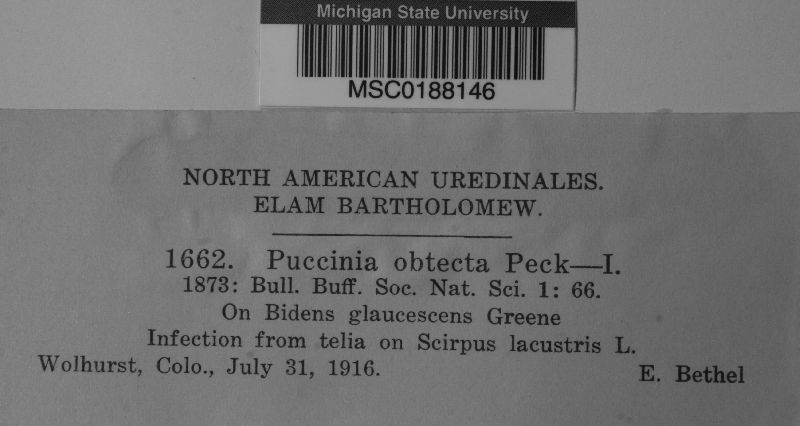 Michigan State University
MSC0188146
NORTH AMERICAN UREDINALES.
ELAM BARTHOLOMEW.
1662. Puccinia obtecta Peck—I.
1873: Bull. Buff. Soc. Nat. Sci. 1: 66.
On Bidens glaucescens Greene
Infection from telia on Scirpus lacustris L.
Wolhurst, Colo., July 31, 1916. E. Bethel